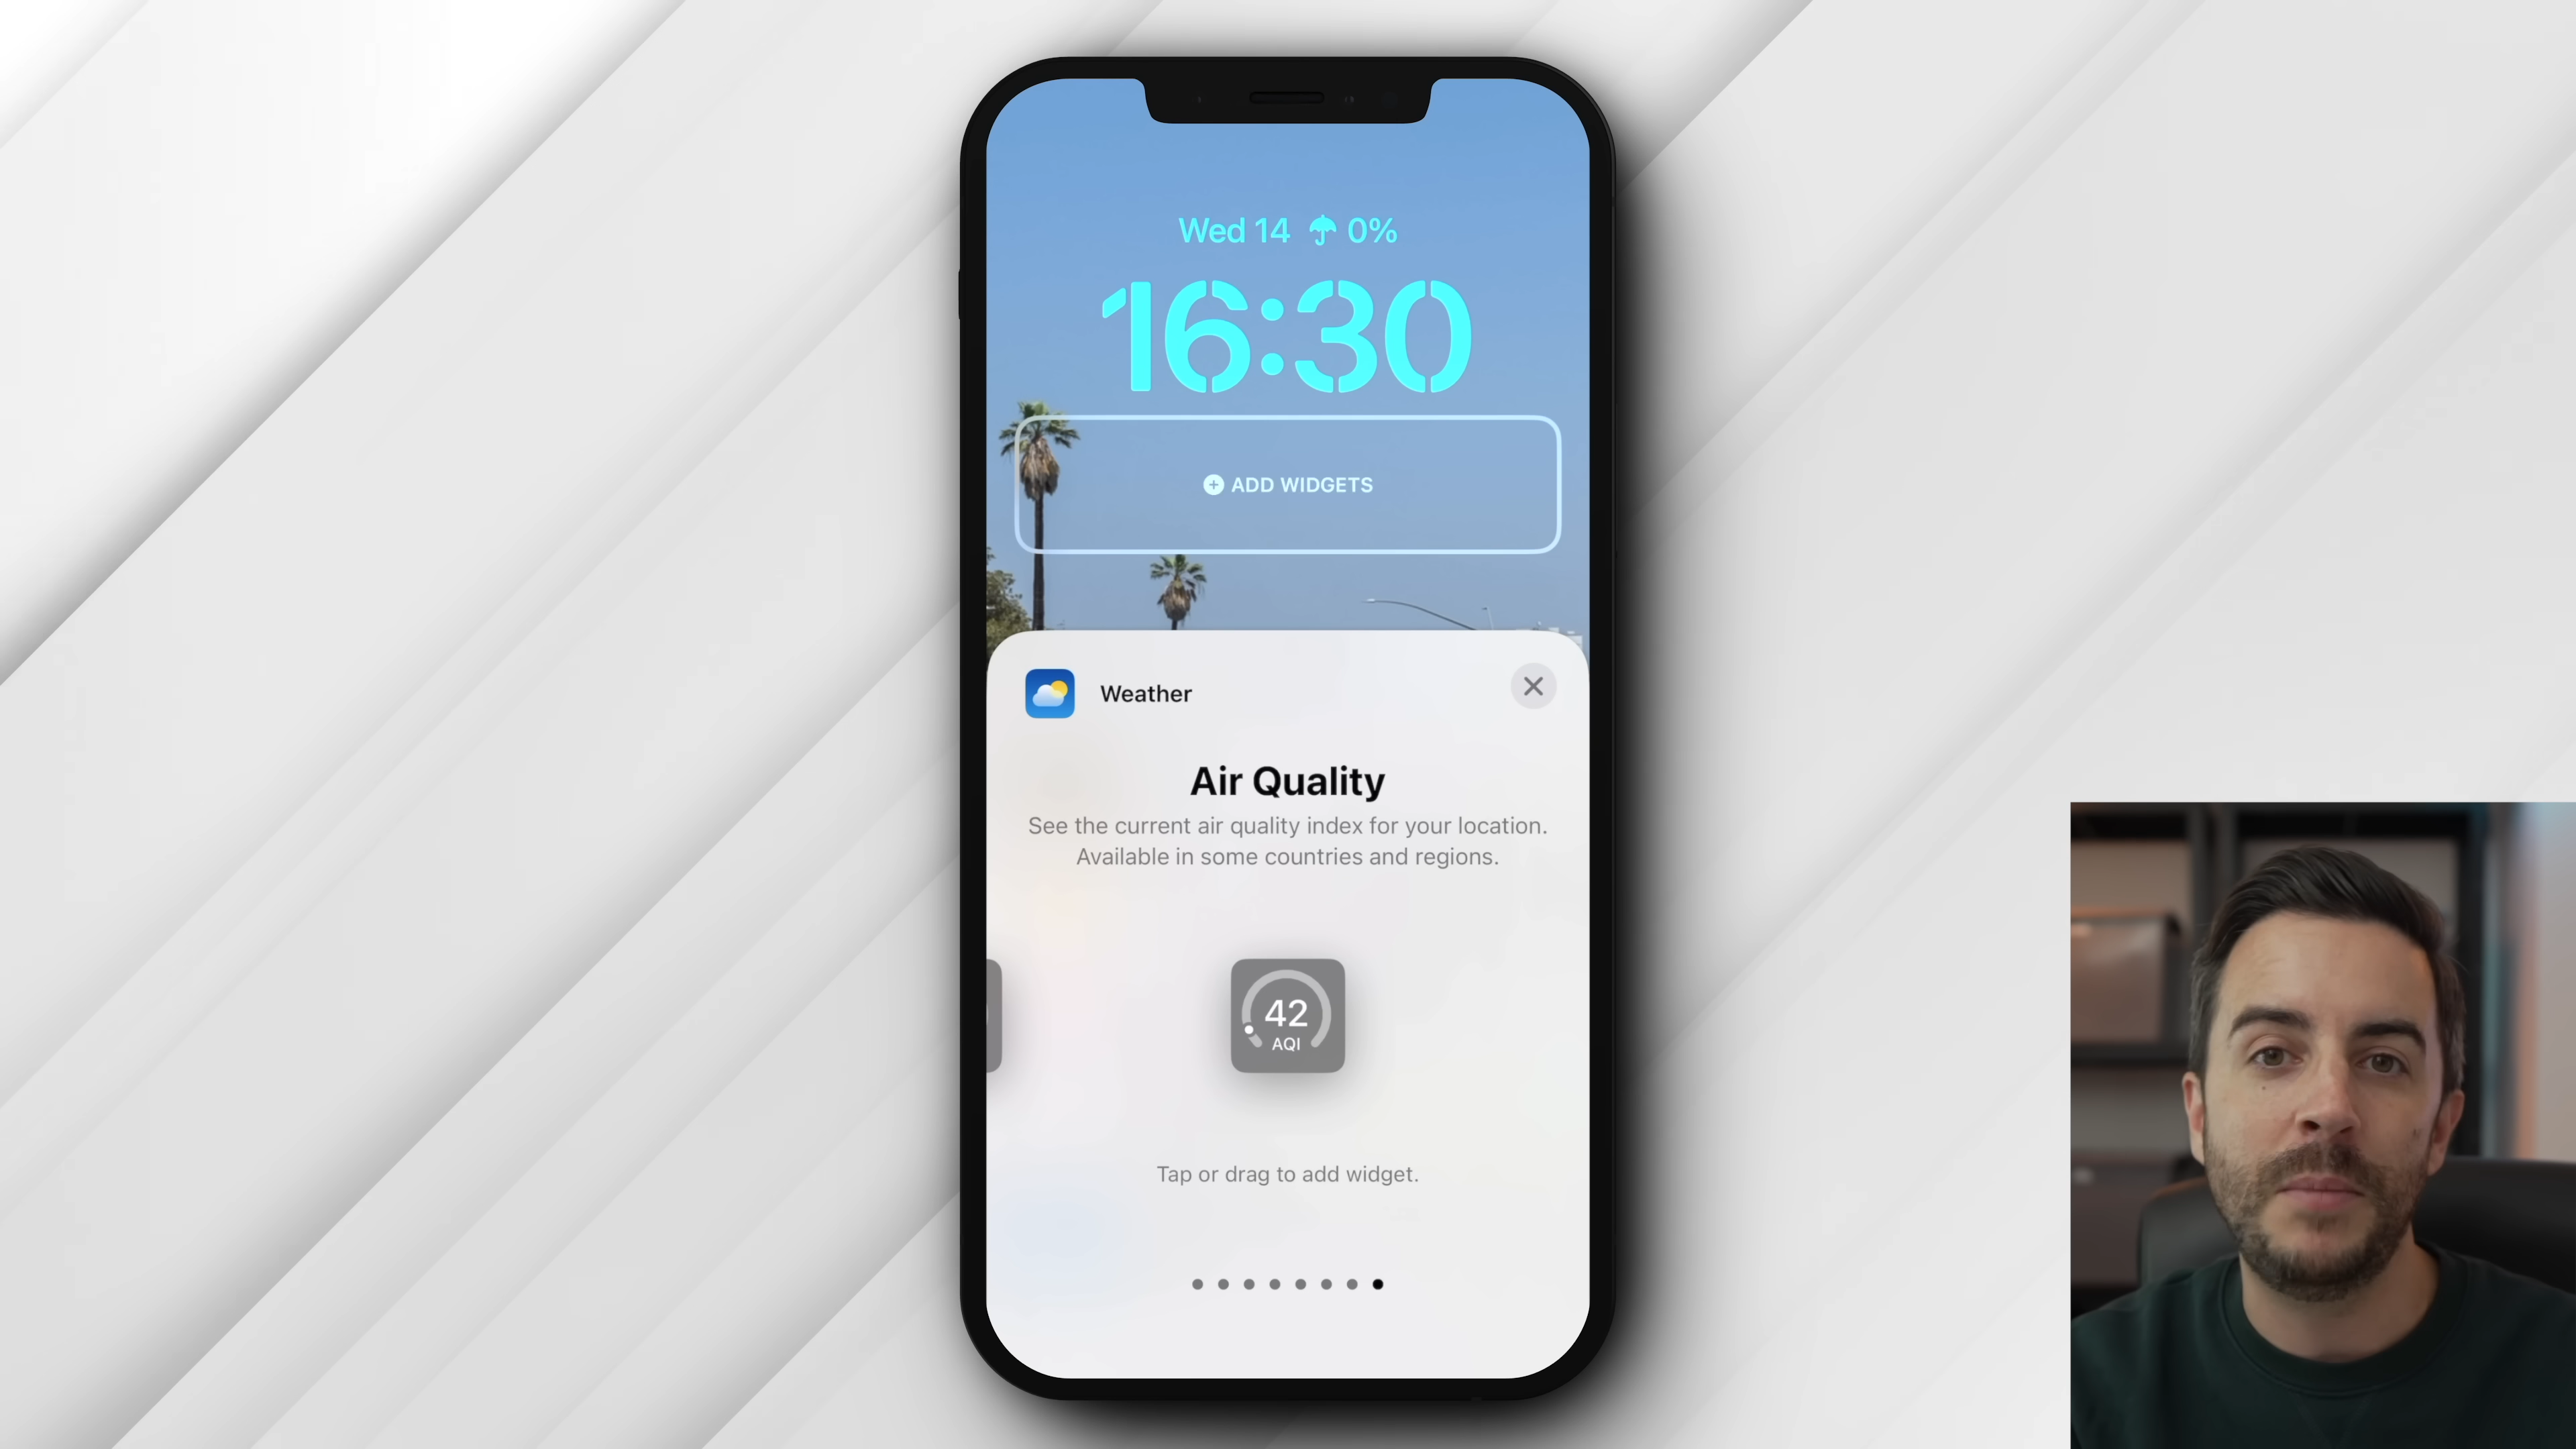 Wed 14 0%
16:30
ADD WIDGETS
Weather
Air Quality
See the current air quality index for your location.
Available in some countries and regions.
42
AQI
Tap or drag to add widget.